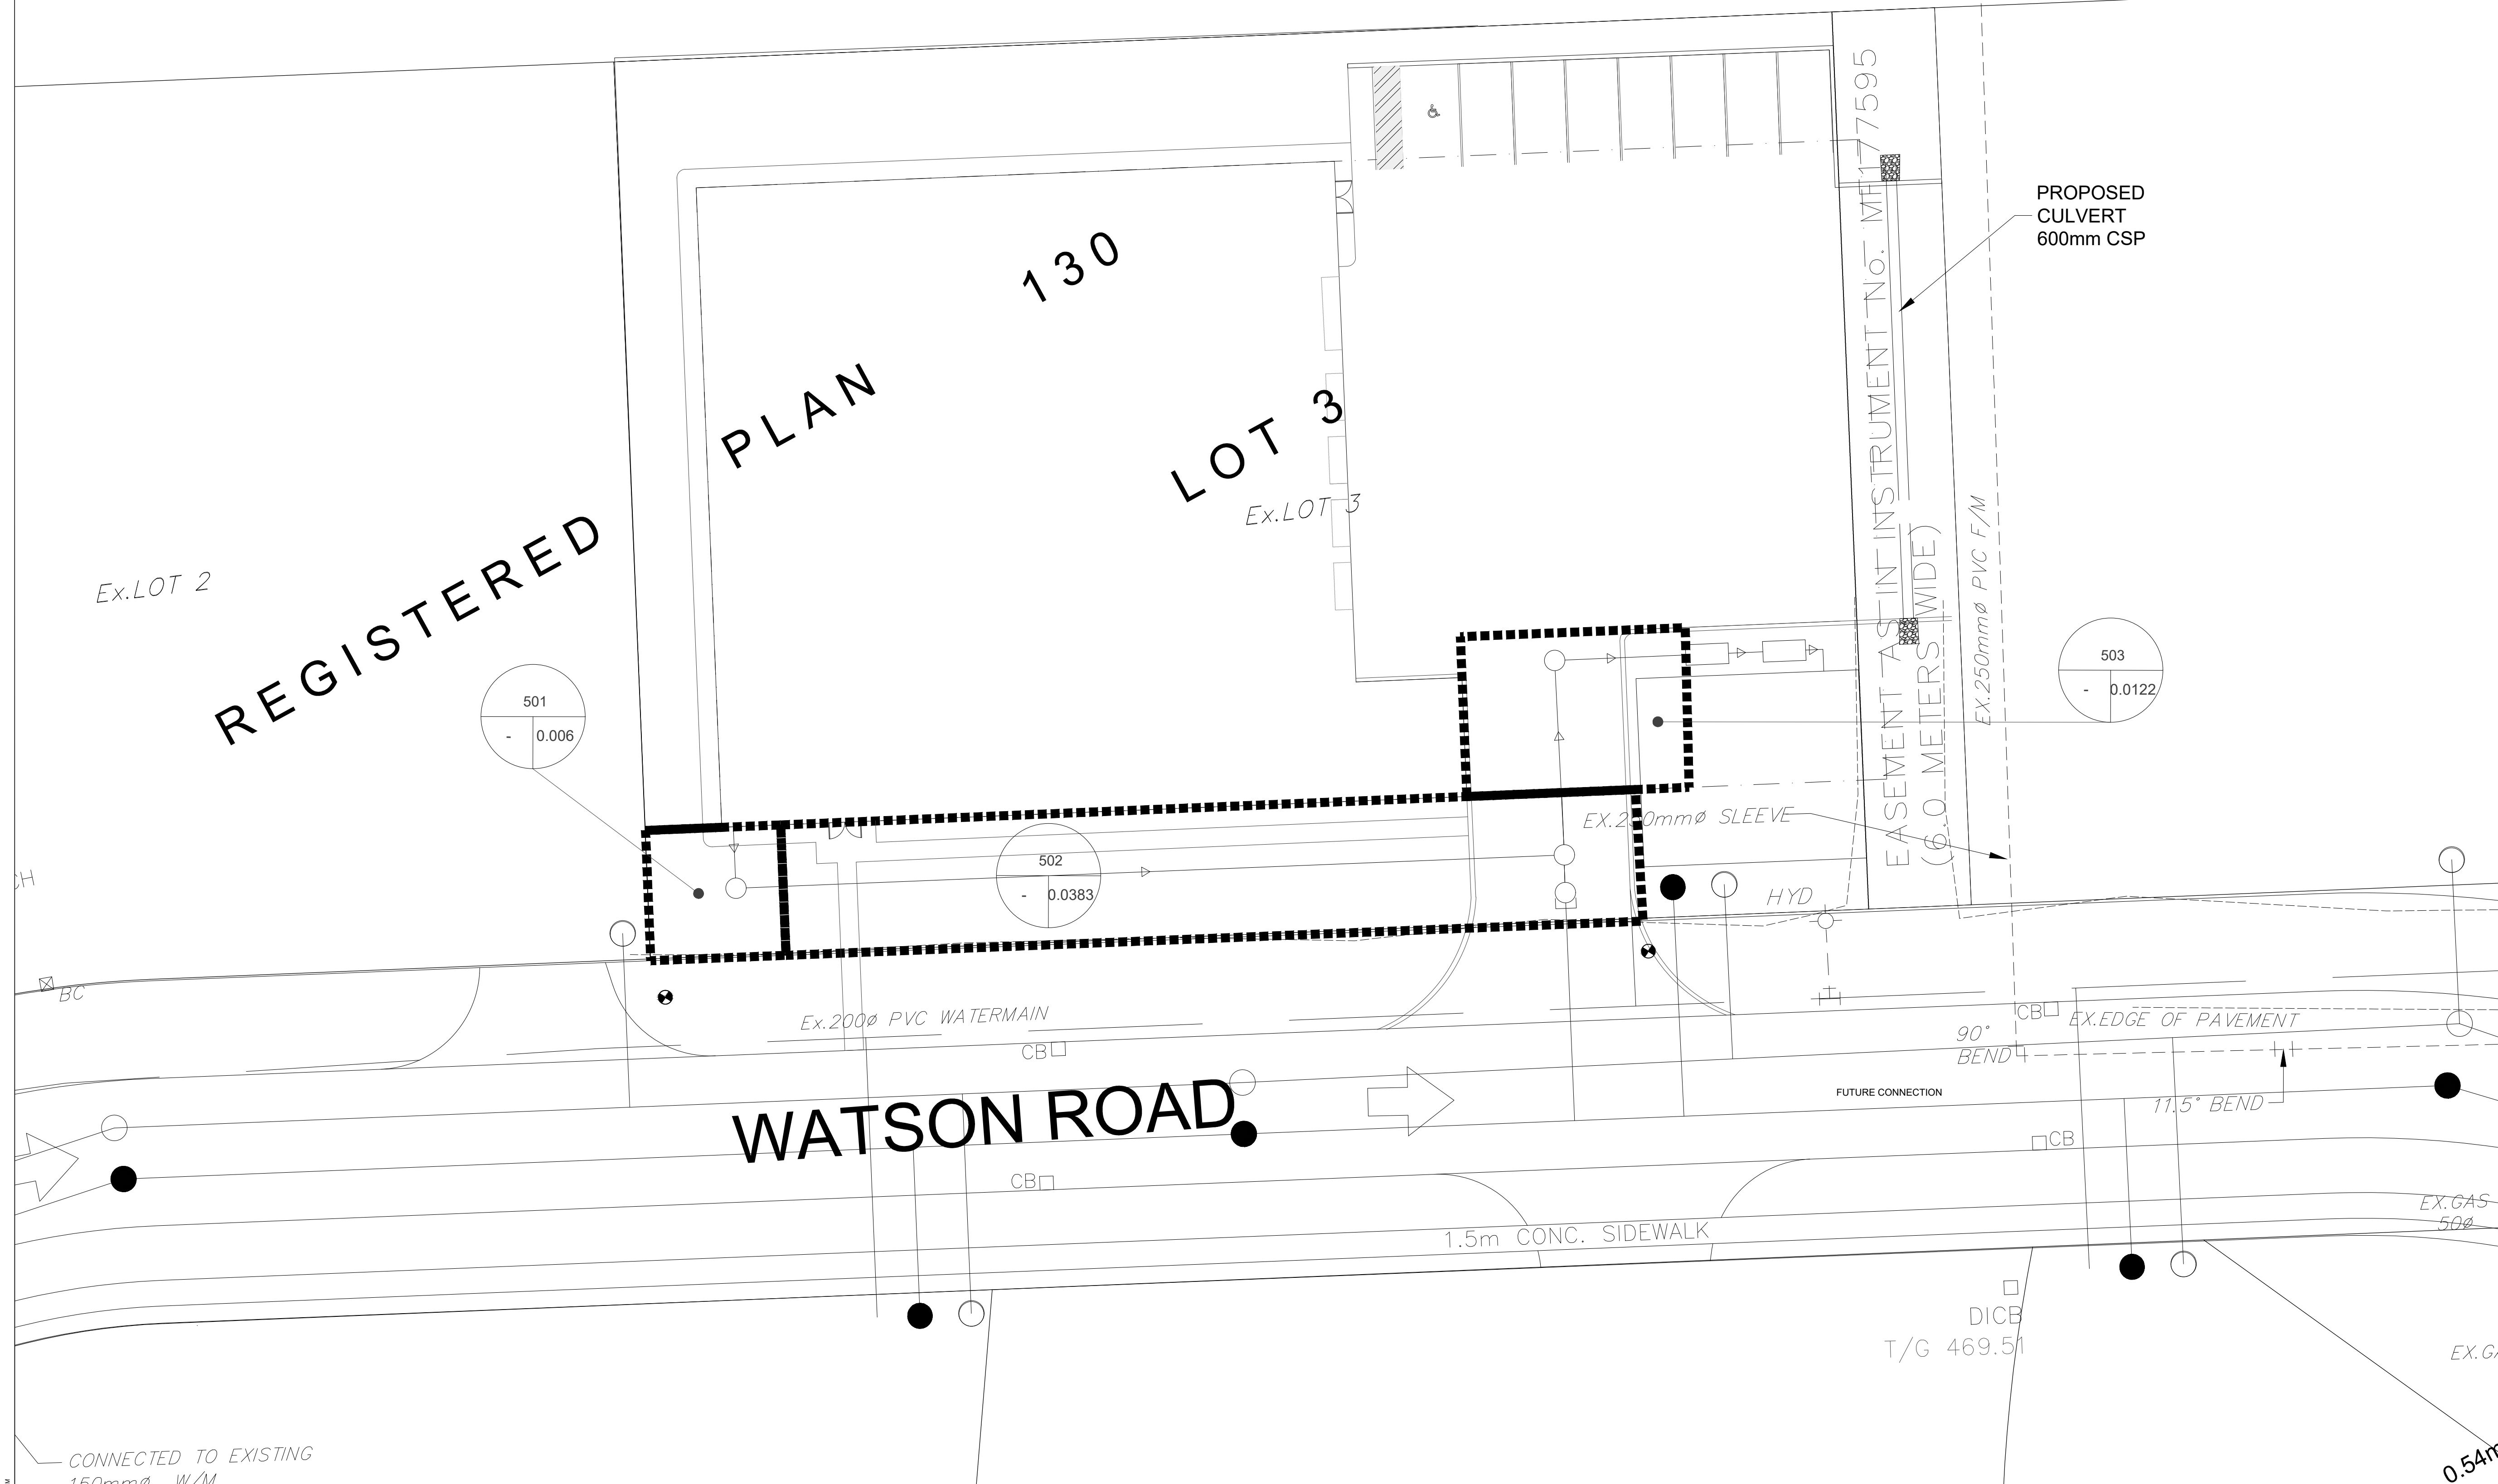 PROPOSED
CULVERT
600mm CSP
REGISTERED PLAN 130
LOT 3
Ex.LOT 3
Ex.LOT 2
EASEMENT AS IN INSTRUMENT No. MF177595
(6.0 METERS WIDE)
EX.250mmØ PVC F/M
501
- 0.006
502
- 0.0383
503
- 0.0122
SLEEVE
HYD
BC
Ex.200ø PVC WATERMAIN
CB
CB
EX.EDGE OF PAVEMENT
90°
BEND
FUTURE CONNECTION
11.5° BEND
WATSON ROAD
CB
CB
1.5m CONC. SIDEWALK
EX.GAS
50ø
DICB
T/G 469.51
CONNECTED TO EXISTING
150mmø W/M